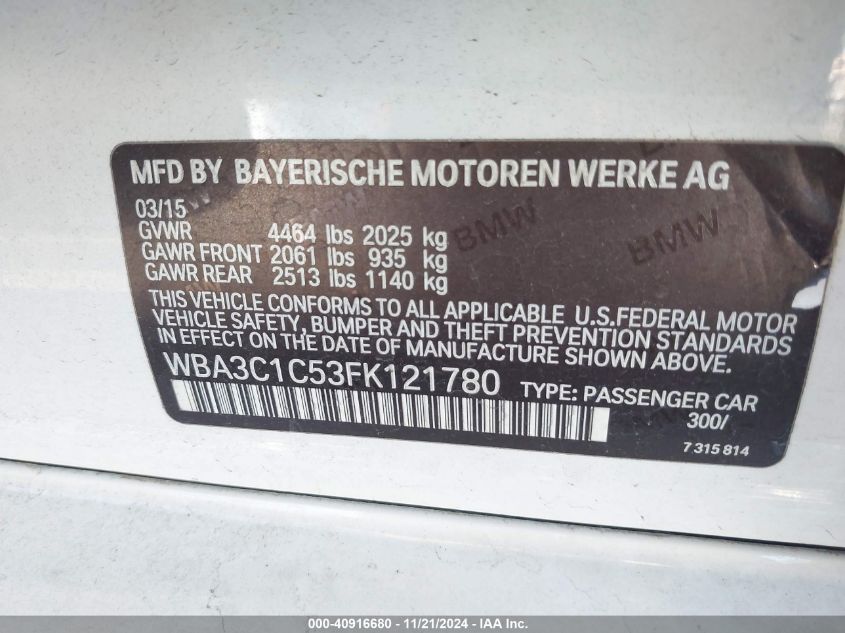 MFD BY BAYERISCHE MOTOREN WERKE AG
03/15
GVWR 4464 lbs 2025 kg
GAWR FRONT 2061 lbs 935 kg
GAWR REAR 2513 lbs 1140 kg
THIS VEHICLE CONFORMS TO ALL APPLICABLE U.S.FEDERAL MOTOR
VEHICLE SAFETY, BUMPER AND THEFT PREVENTION STANDARDS
IN EFFECT ON THE DATE OF MANUFACTURE SHOWN ABOVE.
WBA3C1C53FK121780 TYPE: PASSENGER CAR
300/
7 315 814
BMW
BMW
000-40916680 - 11/21/2024 - IAA Inc.